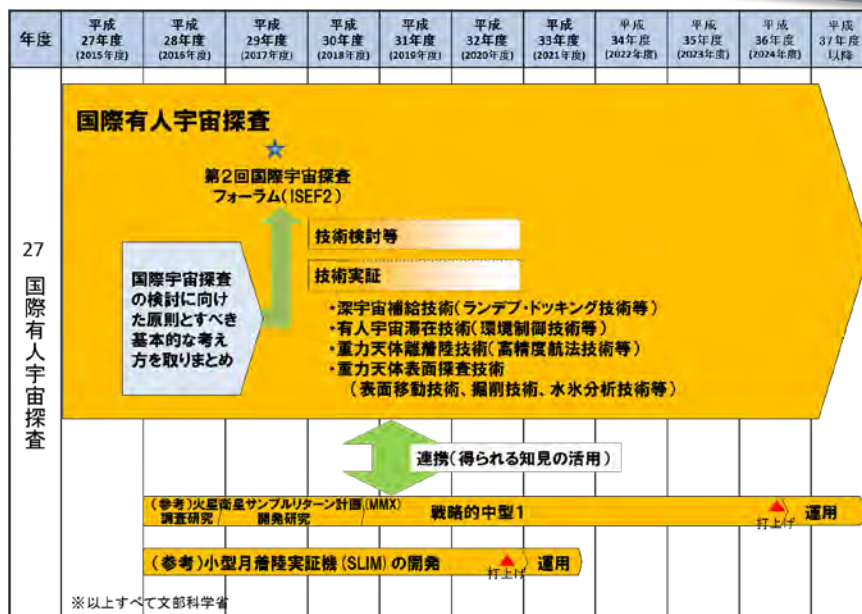 年度
平成
27年度
(2015年度)
平成
28年度
(2016年度)
平成
29年度
(2017年度)
平成
30年度
(2018年度)
平成
31年度
(2019年度)
平成
32年度
(2020年度)
平成
33年度
(2021年度)
平成
34年度
(2022年度)
平成
35年度
(2023年度)
平成
36年度
(2024年度)
平成
37年度
以降
27
国際有人宇宙探査
国際有人宇宙探査
第2回国際宇宙探査
フォーラム(ISEF2)
技術検討等
技術実証
国際宇宙探査
の検討に向け
た原則とすべき
基本的な考え
方を取りまとめ
・深宇宙補給技術(ランデブ・ドッキング技術等)
・有人宇宙滞在技術(環境制御技術等)
・重力天体離着陸技術(高精度航法技術等)
・重力天体表面探査技術
(表面移動技術、掘削技術、水氷分析技術等)
連携(得られる知見の活用)
(参考)火星衛星サンプルリターン計画(MMX)
調査研究
開発研究
戦略的中型1
打上げ
運用
(参考)小型月着陸実証機(SLIM)の開発
打上げ
運用
※以上すべて文部科学省